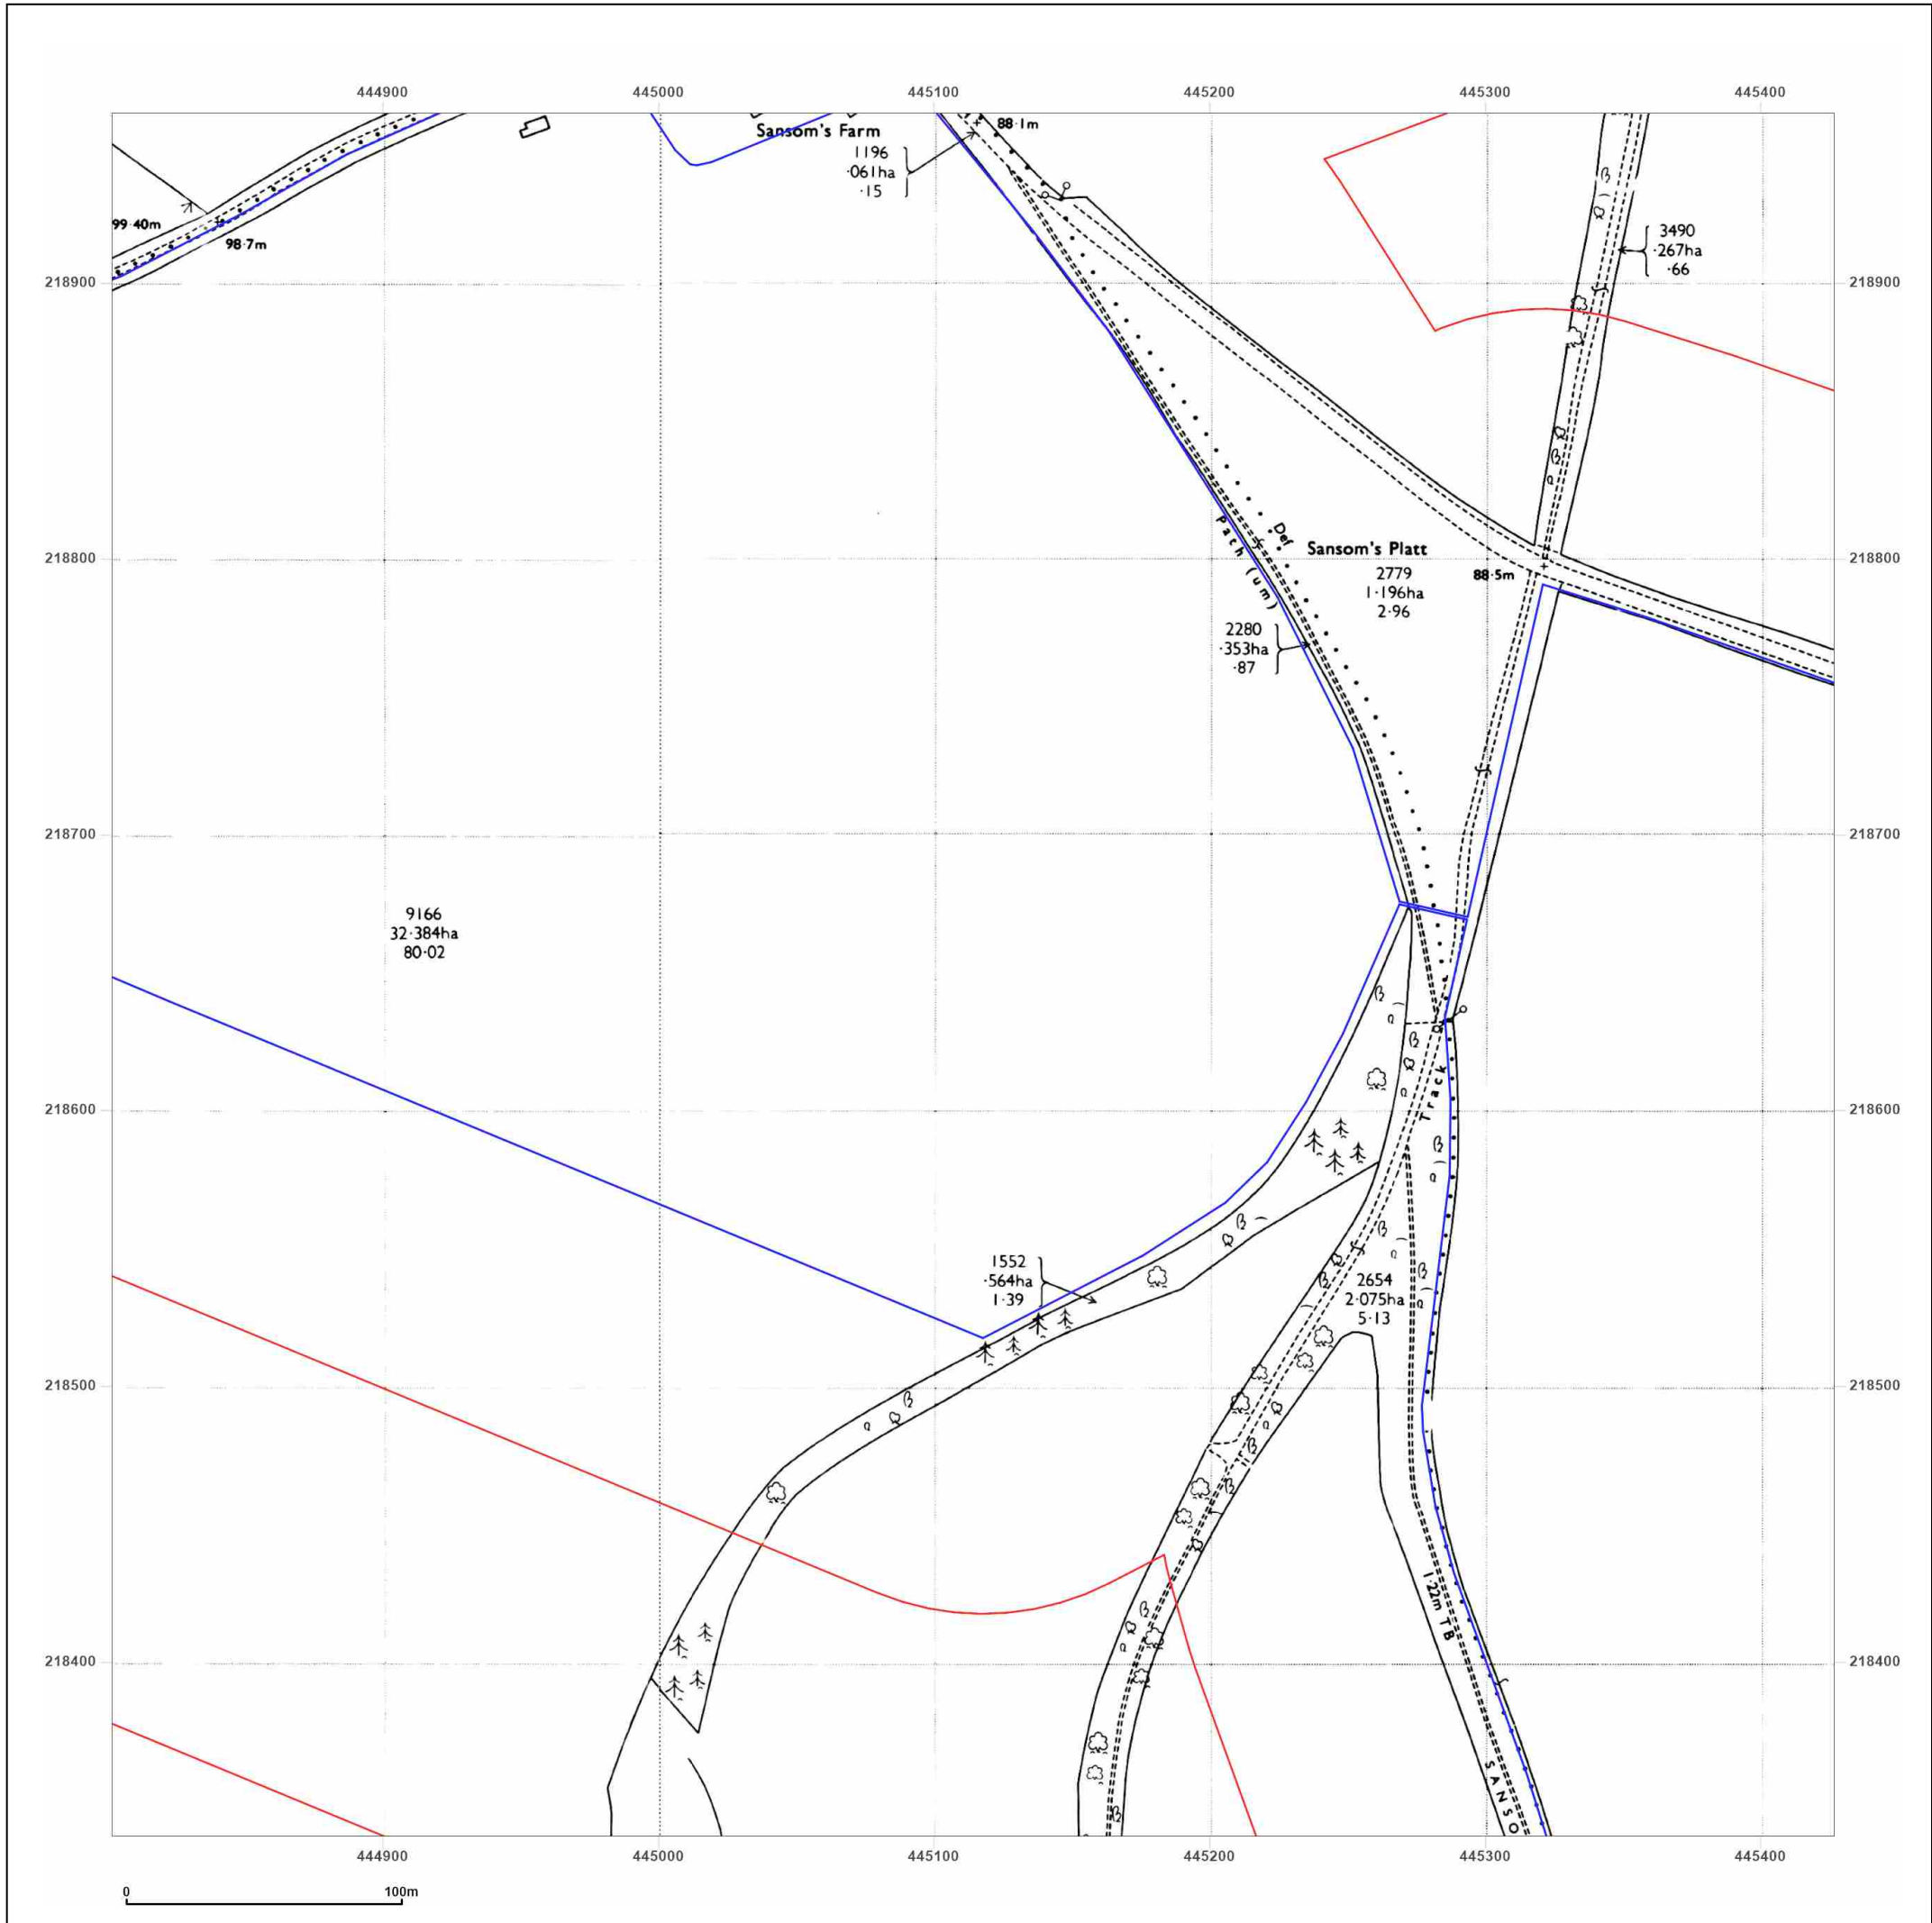 444900 445000 445100 445200 445300 445400
Sansom's Farm
88·1m
1196
·061ha
·15
99·40m
98·7m
3490
·267ha
·66
218900 218900
Def
Path (um)
Sansom's Platt
2779
1·196ha
2·96
88·5m
218800 218800
2280
·353ha
·87
218700 218700
9166
32·384ha
80·02
Track
218600 218600
1552
·564ha
1·39
2654
2·075ha
5·13
218500 218500
1·22m TB
218400 218400
SANSO
444900 445000 445100 445200 445300 445400
0 100m